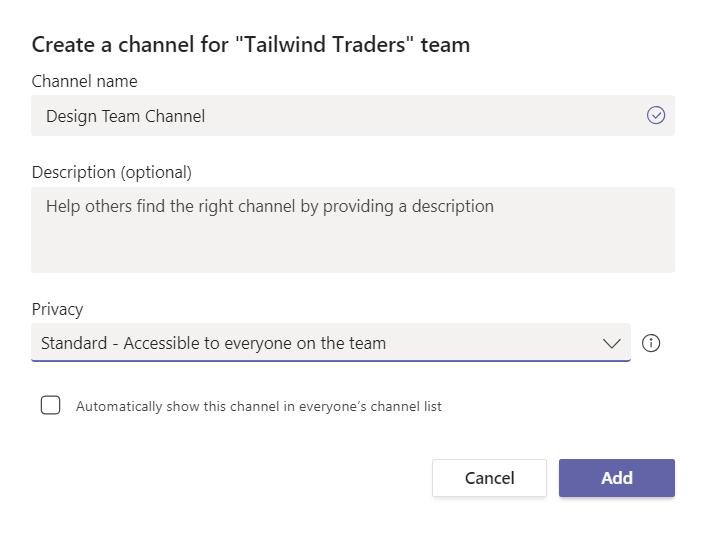 Create a channel for "Tailwind Traders" team
Channel name
Design Team Channel
Description (optional)
Help others find the right channel by providing a description
Privacy
Standard - Accessible to everyone on the team
Automatically show this channel in everyone’s channel list
Cancel
Add